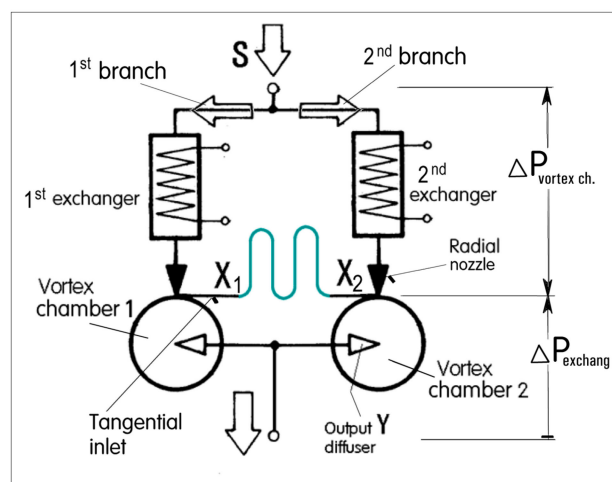 S
1st branch
2nd branch
1st exchanger
2nd
exchanger
ΔPvortex ch.
Radial
nozzle
X1
X2
Vortex
chamber 1
ΔPexchang
Vortex
chamber 2
Tangential
inlet
Output Y
diffuser